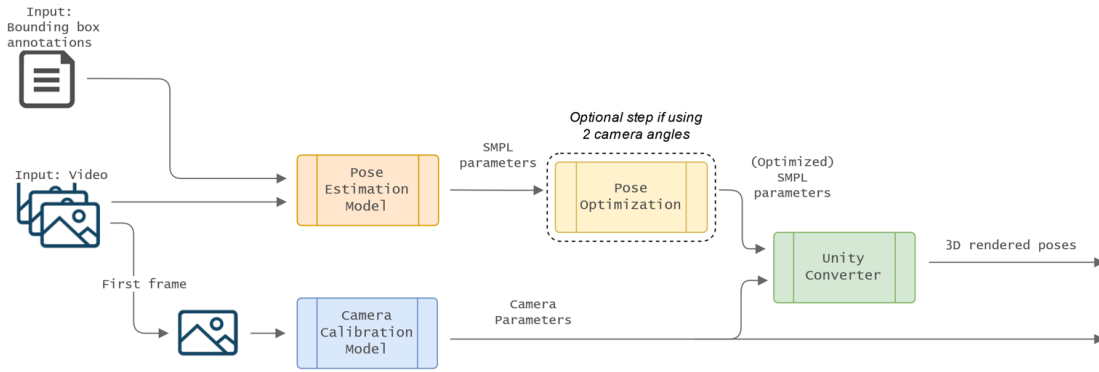 Input:
Bounding box
annotations
Optional step if using
2 camera angles
SMPL
parameters
(Optimized)
SMPL
parameters
Input: Video
Pose
Estimation
Model
Pose
Optimization
Unity
Converter
3D rendered poses
First frame
Camera
Calibration
Model
Camera
Parameters